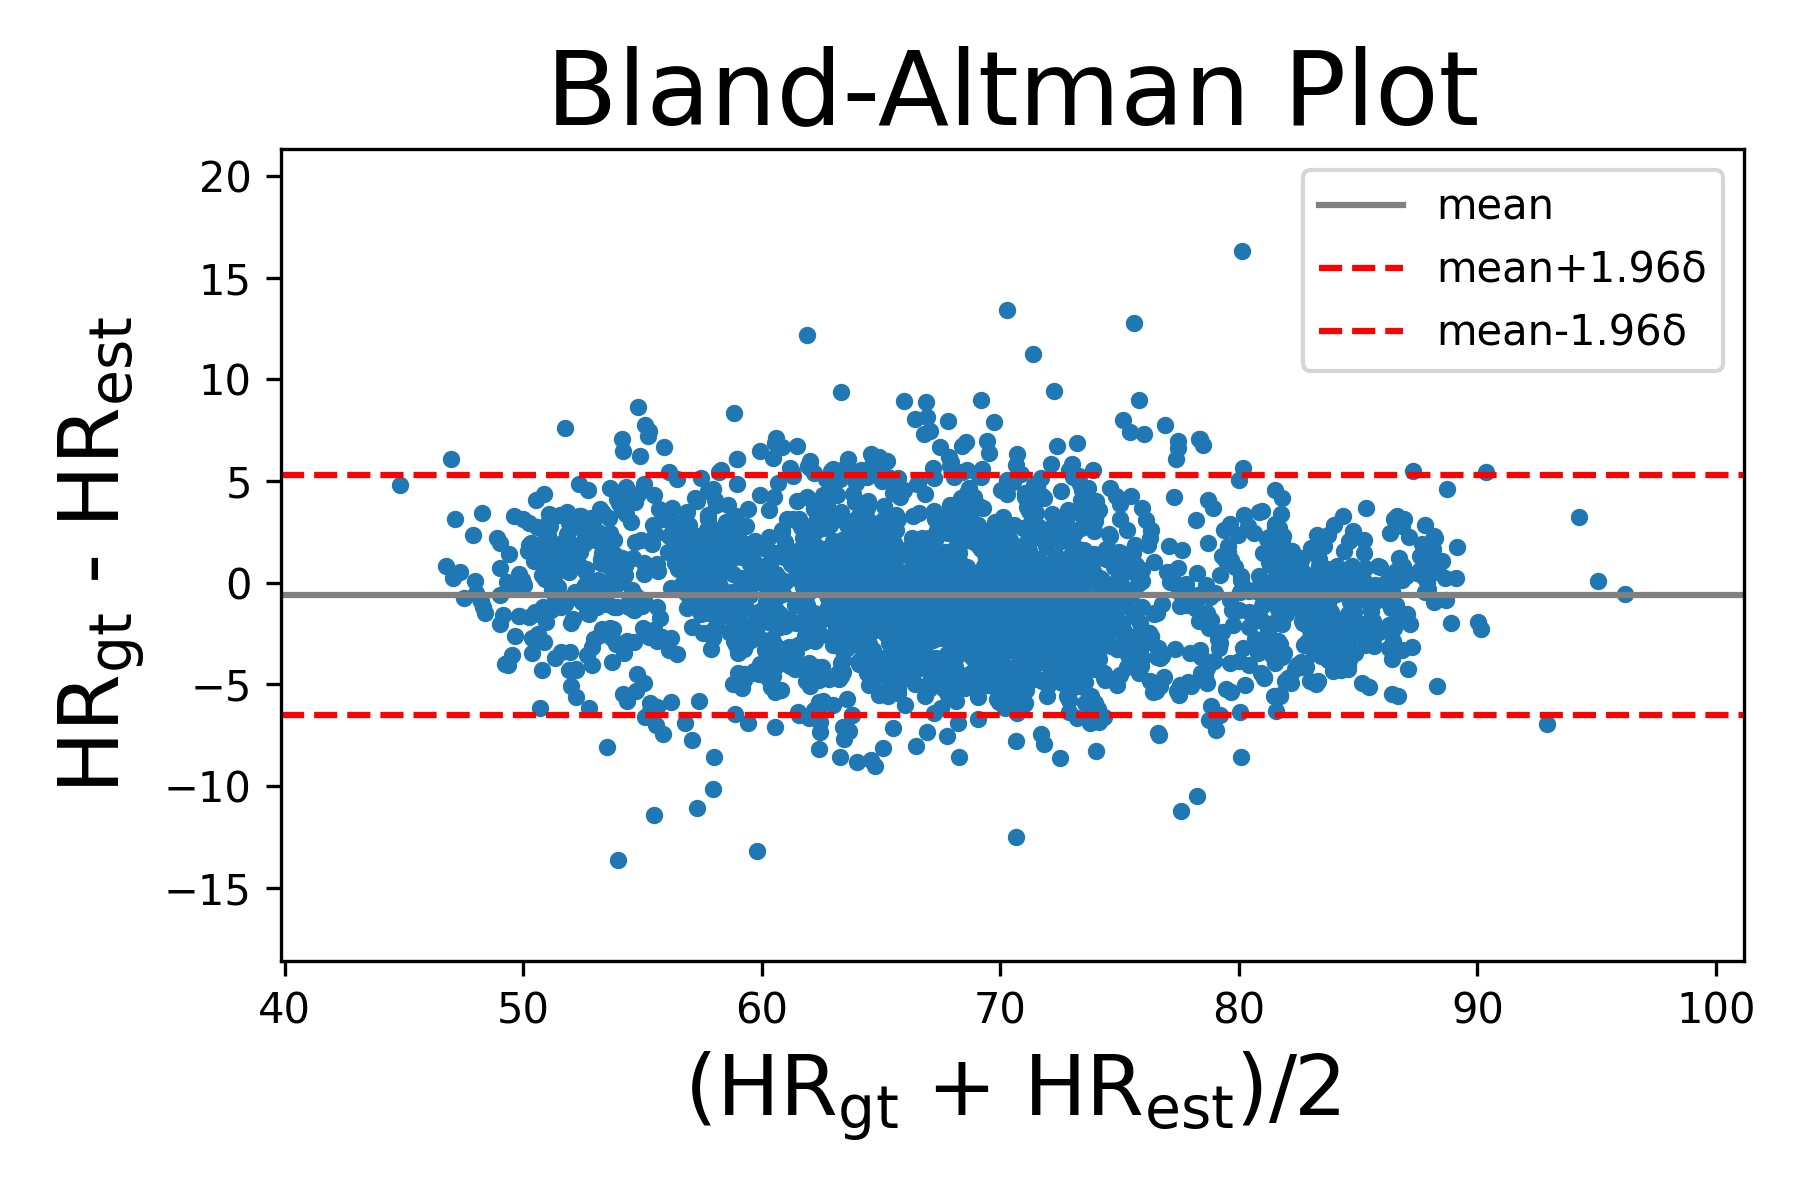 Bland-Altman Plot
mean
mean+1.96δ
mean-1.96δ
HRgt - HRest
20
15
10
5
0
−5
−10
−15
40 50 60 70 80 90 100
(HRgt + HRest)/2